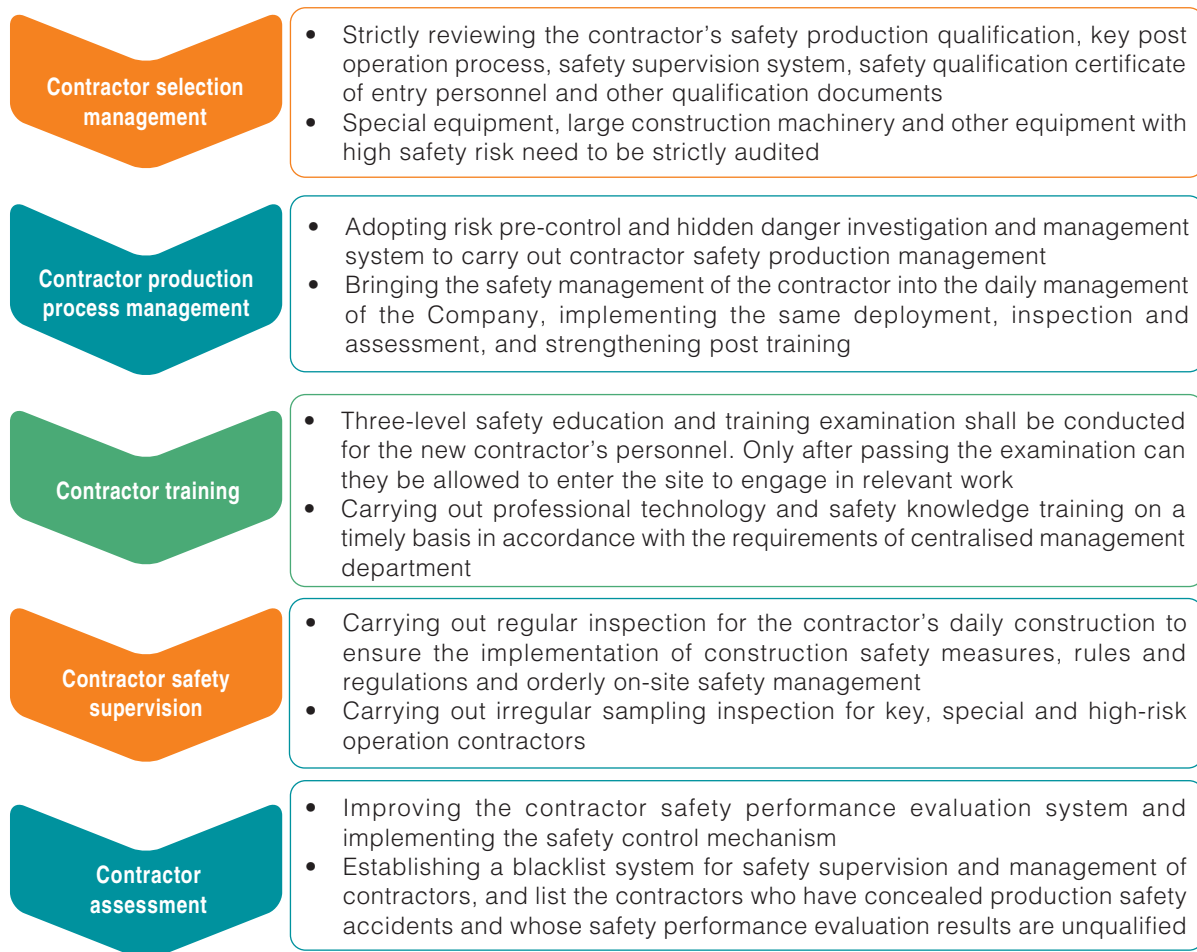 Contractor selection
management
• Strictly reviewing the contractor's safety production qualification, key post
operation process, safety supervision system, safety qualification certificate
of entry personnel and other qualification documents
• Special equipment, large construction machinery and other equipment with
high safety risk need to be strictly audited
Contractor production
process management
• Adopting risk pre-control and hidden danger investigation and management
system to carry out contractor safety production management
• Bringing the safety management of the contractor into the daily management
of the Company, implementing the same deployment, inspection and
assessment, and strengthening post training
Contractor training
• Three-level safety education and training examination shall be conducted
for the new contractor's personnel. Only after passing the examination can
they be allowed to enter the site to engage in relevant work
• Carrying out professional technology and safety knowledge training on a
timely basis in accordance with the requirements of centralised management
department
Contractor safety
supervision
• Carrying out regular inspection for the contractor's daily construction to
ensure the implementation of construction safety measures, rules and
regulations and orderly on-site safety management
• Carrying out irregular sampling inspection for key, special and high-risk
operation contractors
Contractor
assessment
• Improving the contractor safety performance evaluation system and
implementing the safety control mechanism
• Establishing a blacklist system for safety supervision and management of
contractors, and list the contractors who have concealed production safety
accidents and whose safety performance evaluation results are unqualified